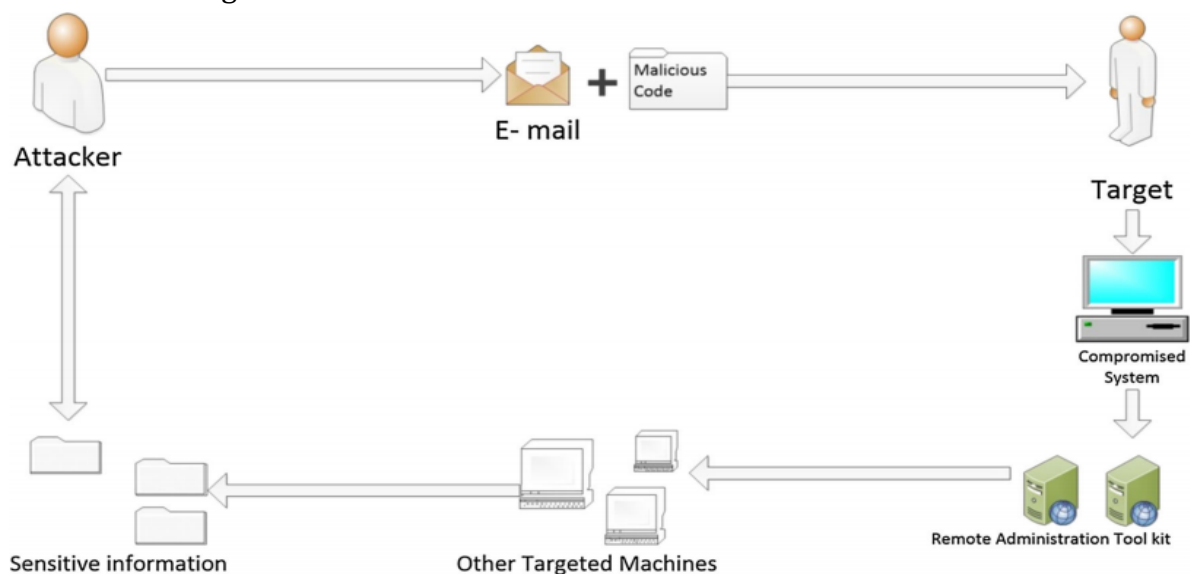 Malicious
Code
E- mail
Attacker
Target
Compromised
System
Remote Administration Tool kit
Sensitive information
Other Targeted Machines